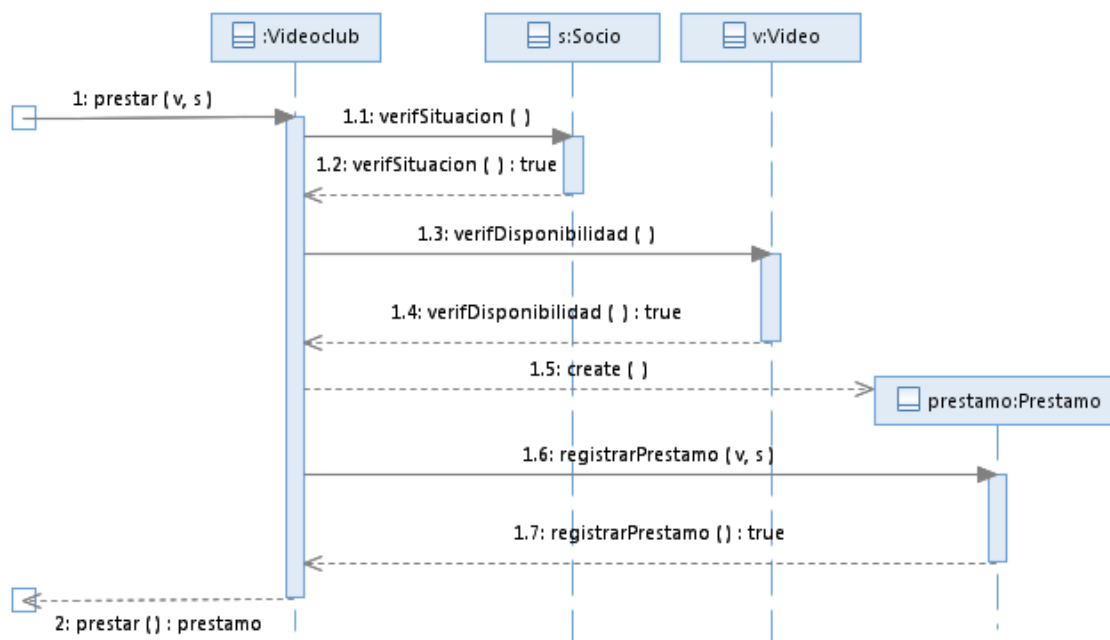 :Videoclub
s:Socio
v:Video
1: prestar ( v, s )
1.1: verifSituacion ( )
1.2: verifSituacion ( ) : true
1.3: verifDisponibilidad ( )
1.4: verifDisponibilidad ( ) : true
1.5: create ( )
prestamo:Prestamo
1.6: registrarPrestamo ( v, s )
1.7: registrarPrestamo () : true
2: prestar () : prestamo